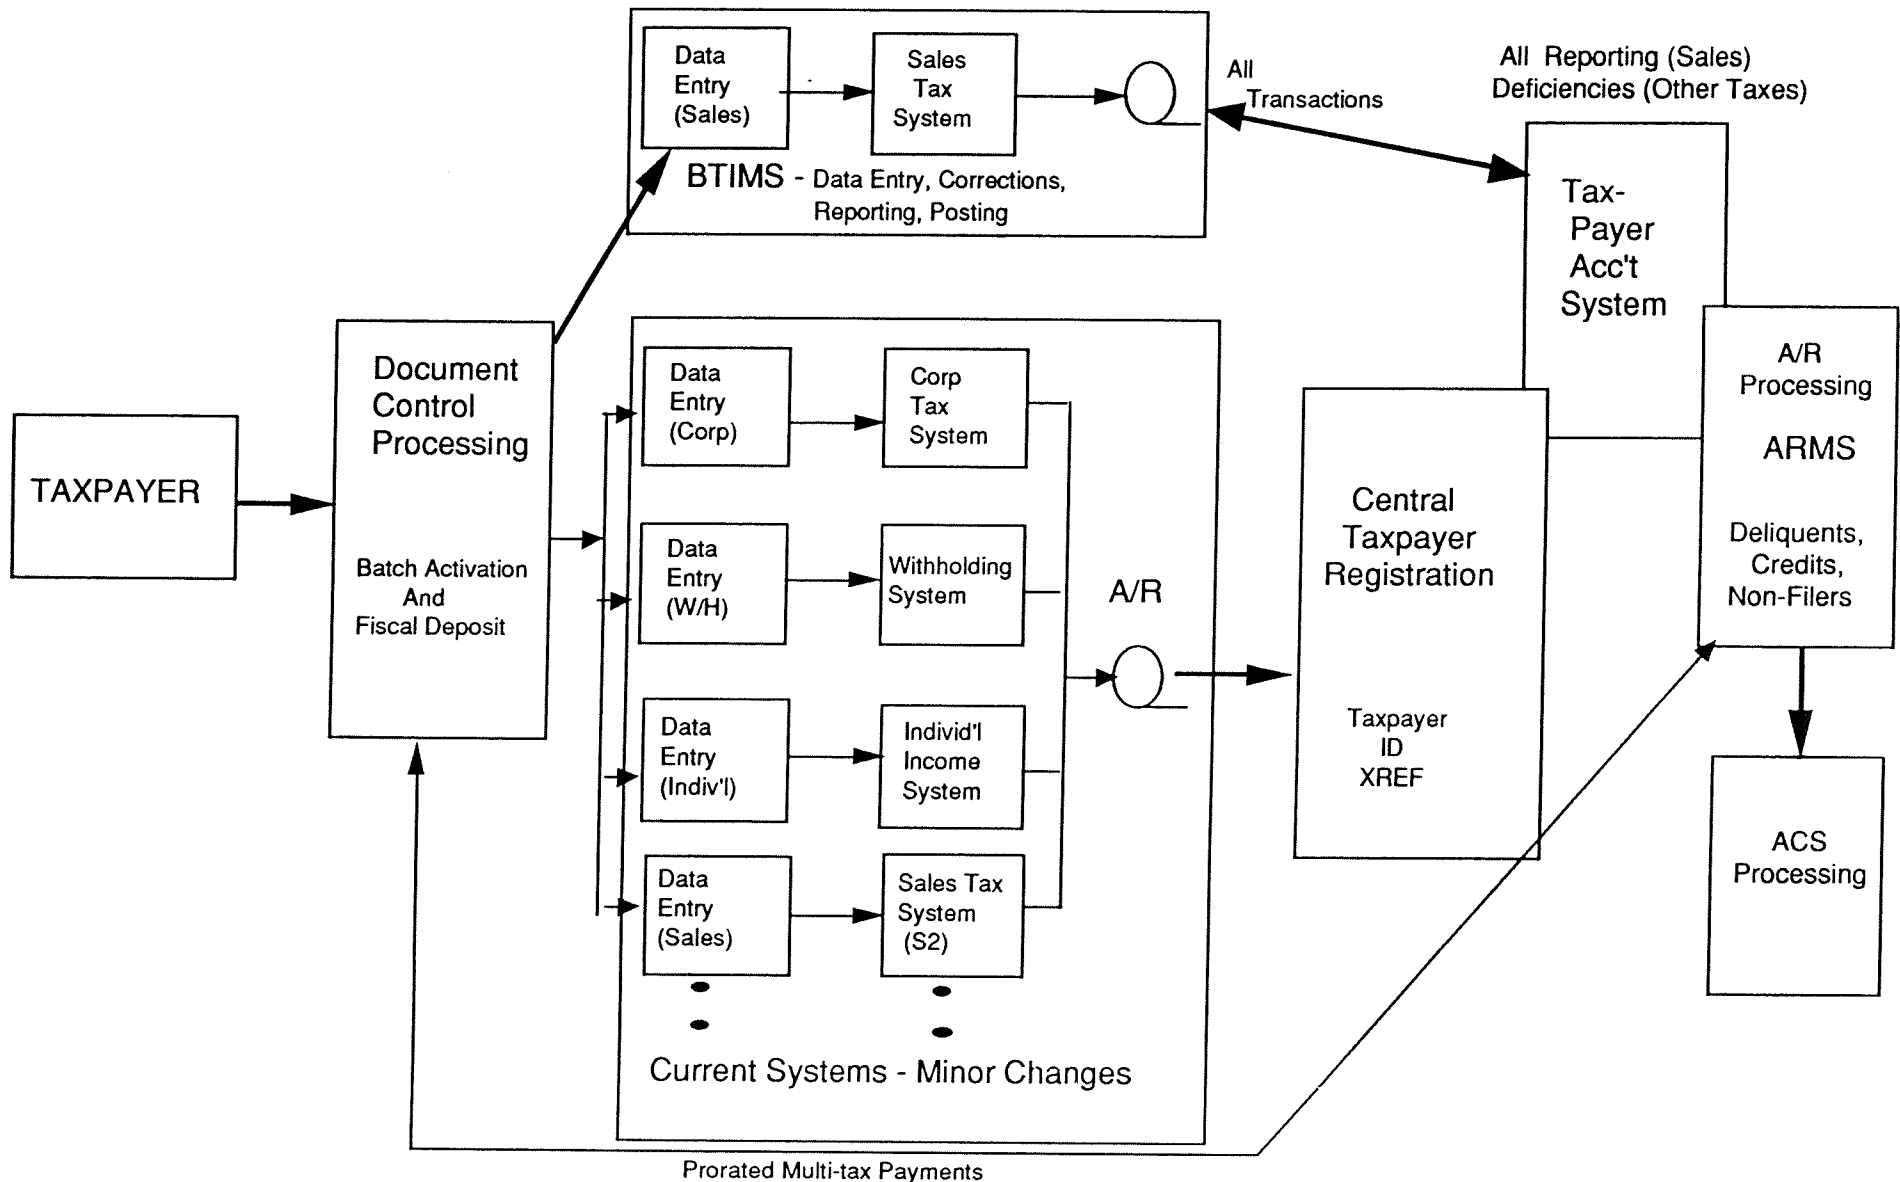 Data
Entry
(Sales)
Sales
Tax
System
BTIMS - Data Entry, Corrections,
Reporting, Posting
All
Transactions
All Reporting (Sales)
Deficiencies (Other Taxes)
Tax-
Payer
Acc't
System
TAXPAYER
Document
Control
Processing
Batch Activation
And
Fiscal Deposit
Data
Entry
(Corp)
Corp
Tax
System
Data
Entry
(W/H)
Withholding
System
Data
Entry
(Indiv'l)
Individ'l
Income
System
Data
Entry
(Sales)
Sales Tax
System
(S2)
Current Systems - Minor Changes
A/R
Central
Taxpayer
Registration
Taxpayer
ID
XREF
A/R
Processing
ARMS
Deliquents,
Credits,
Non-Filers
ACS
Processing
Prorated Multi-tax Payments